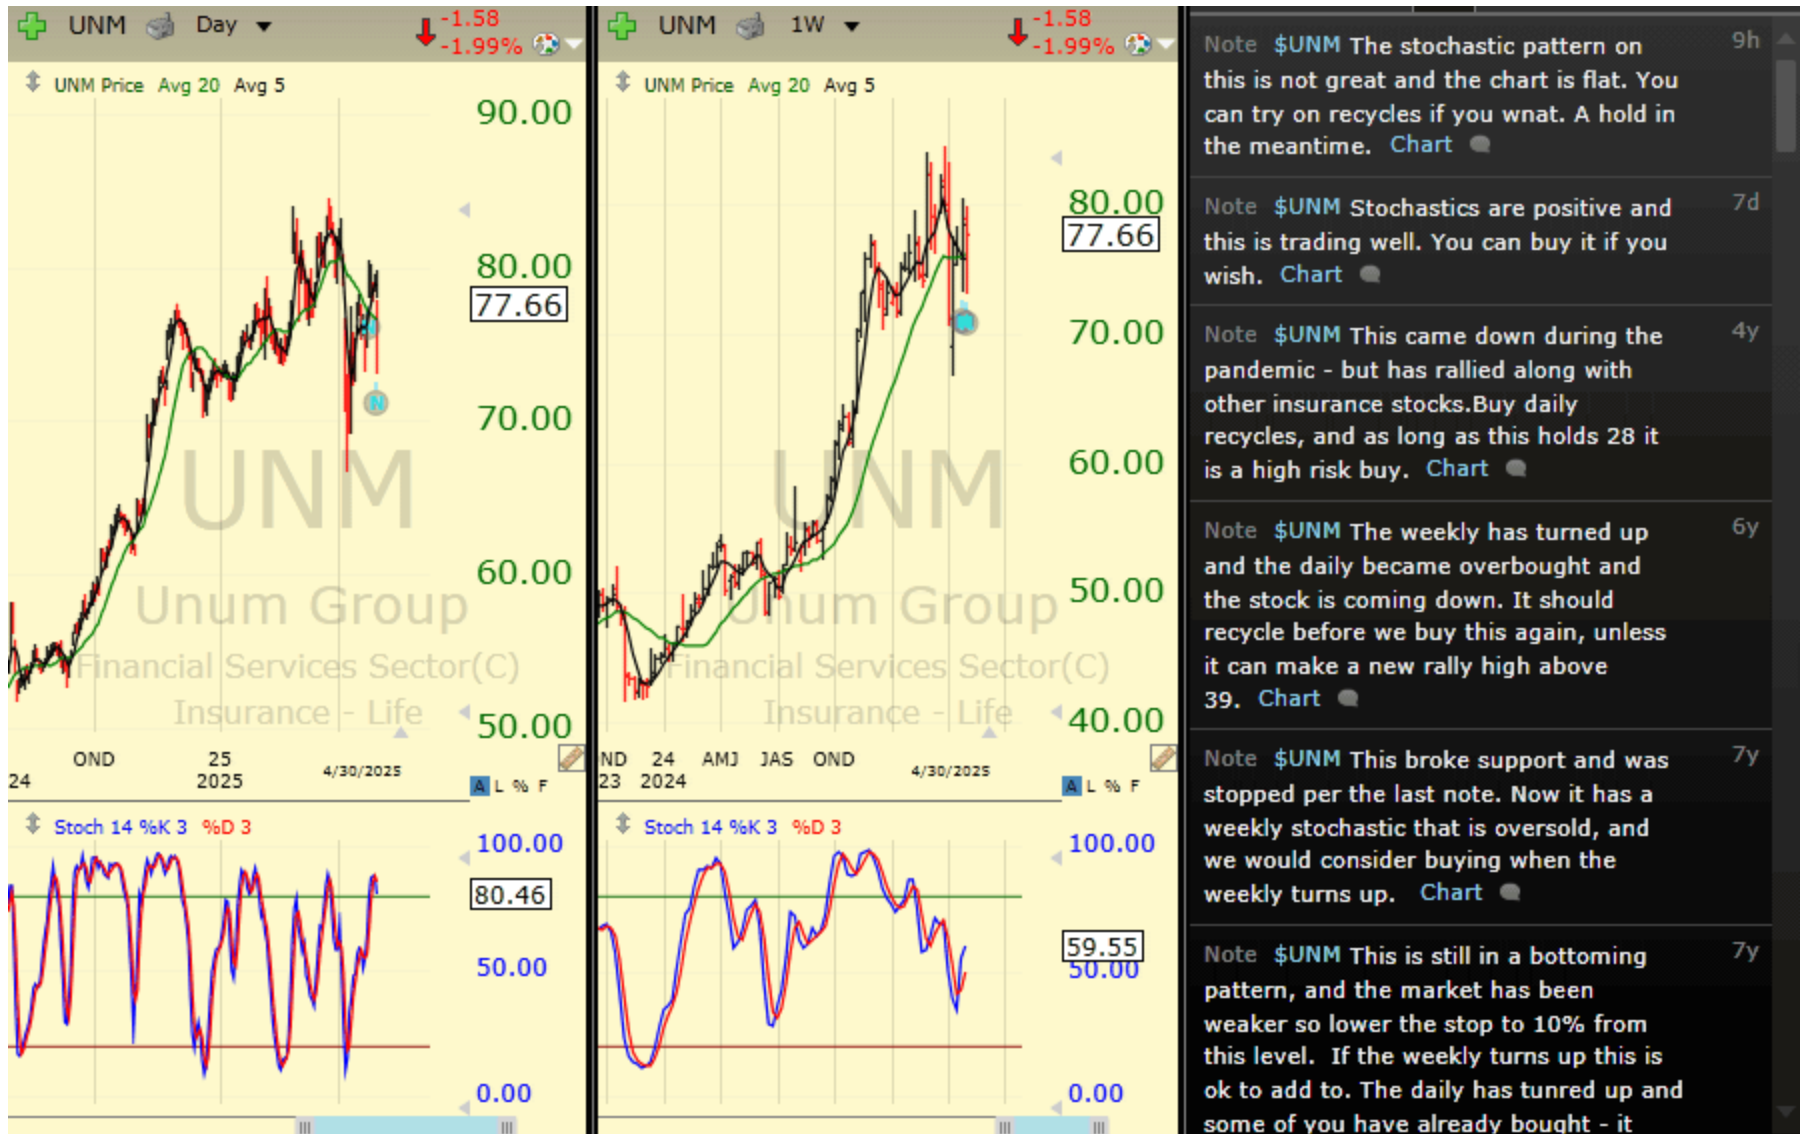 UNM Day
-1.58
-1.99%
UNM Price Avg 20 Avg 5
90.00
80.00
77.66
N
70.00
N
UNM
60.00
Unum Group
Financial Services Sector(C)
Insurance - Life
50.00
OND 25
24 2025 4/30/2025
A L % F
Stoch 14 %K 3 %D 3
100.00
80.46
50.00
0.00
UNM 1W
-1.58
-1.99%
UNM Price Avg 20 Avg 5
80.00
77.66
N
70.00
60.00
UNM
50.00
Unum Group
Financial Services Sector(C)
Insurance - Life
40.00
ND 24 AMJ JAS OND
23 2024 4/30/2025
A L % F
Stoch 14 %K 3 %D 3
100.00
59.55
50.00
0.00
Note $UNM The stochastic pattern on 9h
this is not great and the chart is flat. You
can try on recycles if you wnat. A hold in
the meantime. Chart
Note $UNM Stochastics are positive and 7d
this is trading well. You can buy it if you
wish. Chart
Note $UNM This came down during the 4y
pandemic - but has rallied along with
other insurance stocks.Buy daily
recycles, and as long as this holds 28 it
is a high risk buy. Chart
Note $UNM The weekly has turned up 6y
and the daily became overbought and
the stock is coming down. It should
recycle before we buy this again, unless
it can make a new rally high above
39. Chart
Note $UNM This broke support and was 7y
stopped per the last note. Now it has a
weekly stochastic that is oversold, and
we would consider buying when the
weekly turns up. Chart
Note $UNM This is still in a bottoming 7y
pattern, and the market has been
weaker so lower the stop to 10% from
this level. If the weekly turns up this is
ok to add to. The daily has tunred up and
some of you have already bought - it